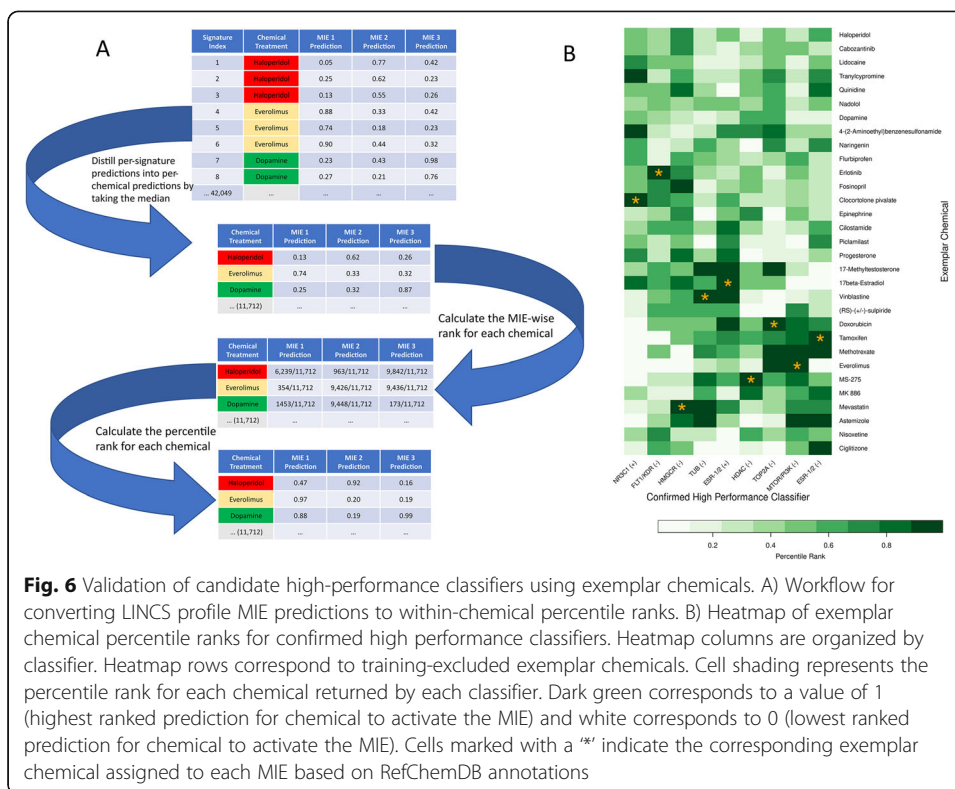 A
Signature Index | Chemical Treatment | MIE 1 Prediction | MIE 2 Prediction | MIE 3 Prediction
1 | Haloperidol | 0.05 | 0.77 | 0.42
2 | Haloperidol | 0.25 | 0.62 | 0.23
3 | Haloperidol | 0.13 | 0.55 | 0.26
4 | Everolimus | 0.88 | 0.33 | 0.42
5 | Everolimus | 0.74 | 0.18 | 0.23
6 | Everolimus | 0.90 | 0.44 | 0.32
7 | Dopamine | 0.23 | 0.43 | 0.98
8 | Dopamine | 0.27 | 0.21 | 0.76
... 42,049 | ... | ... | ... | ...
Distill per-signature
predictions into per-
chemical predictions by
taking the median
Chemical Treatment | MIE 1 Prediction | MIE 2 Prediction | MIE 3 Prediction
Haloperidol | 0.13 | 0.62 | 0.26
Everolimus | 0.74 | 0.33 | 0.32
Dopamine | 0.25 | 0.32 | 0.87
... (11,712) | ... | ... | ...
Calculate the MIE-wise
rank for each chemical
Chemical Treatment | MIE 1 Prediction | MIE 2 Prediction | MIE 3 Prediction
Haloperidol | 6,239/11,712 | 963/11,712 | 9,842/11,712
Everolimus | 354/11,712 | 9,426/11,712 | 9,436/11,712
Dopamine | 1453/11,712 | 9,448/11,712 | 173/11,712
... (11,712) | ... | ... | ...
Calculate the percentile
rank for each chemical
Chemical Treatment | MIE 1 Prediction | MIE 2 Prediction | MIE 3 Prediction
Haloperidol | 0.47 | 0.92 | 0.16
Everolimus | 0.97 | 0.20 | 0.19
Dopamine | 0.88 | 0.19 | 0.99
... (11,712) | ... | ... | ...
B
Haloperidol
Cabozantinib
Lidocaine
Tranylcypromine
Quinidine
Nadolol
Dopamine
4-(2-Aminoethyl)benzenesulfonamide
Naringenin
Flurbiprofen
Erlotinib
Fosinopril
Clocortolone pivalate
Epinephrine
Cilostamide
Piclamilast
Progesterone
17-Methyltestosterone
17beta-Estradiol
Vinblastine
(RS)-(+/-)-sulpiride
Doxorubicin
Tamoxifen
Methotrexate
Everolimus
MS-275
MK 886
Mevastatin
Astemizole
Nisoxetine
Ciglitizone
Exemplar Chemical
NR3C1 (+)
FLT1/KDR (-)
HMGCR (-)
TUB (-)
ESR-1/2 (+)
HDAC (-)
TOP2A (-)
MTOR/PI3K (-)
ESR-1/2 (-)
Confirmed High Performance Classifier
0.2 0.4 0.6 0.8
Percentile Rank
Fig. 6 Validation of candidate high-performance classifiers using exemplar chemicals. A) Workflow for
converting LINCS profile MIE predictions to within-chemical percentile ranks. B) Heatmap of exemplar
chemical percentile ranks for confirmed high performance classifiers. Heatmap columns are organized by
classifier. Heatmap rows correspond to training-excluded exemplar chemicals. Cell shading represents the
percentile rank for each chemical returned by each classifier. Dark green corresponds to a value of 1
(highest ranked prediction for chemical to activate the MIE) and white corresponds to 0 (lowest ranked
prediction for chemical to activate the MIE). Cells marked with a '*' indicate the corresponding exemplar
chemical assigned to each MIE based on RefChemDB annotations